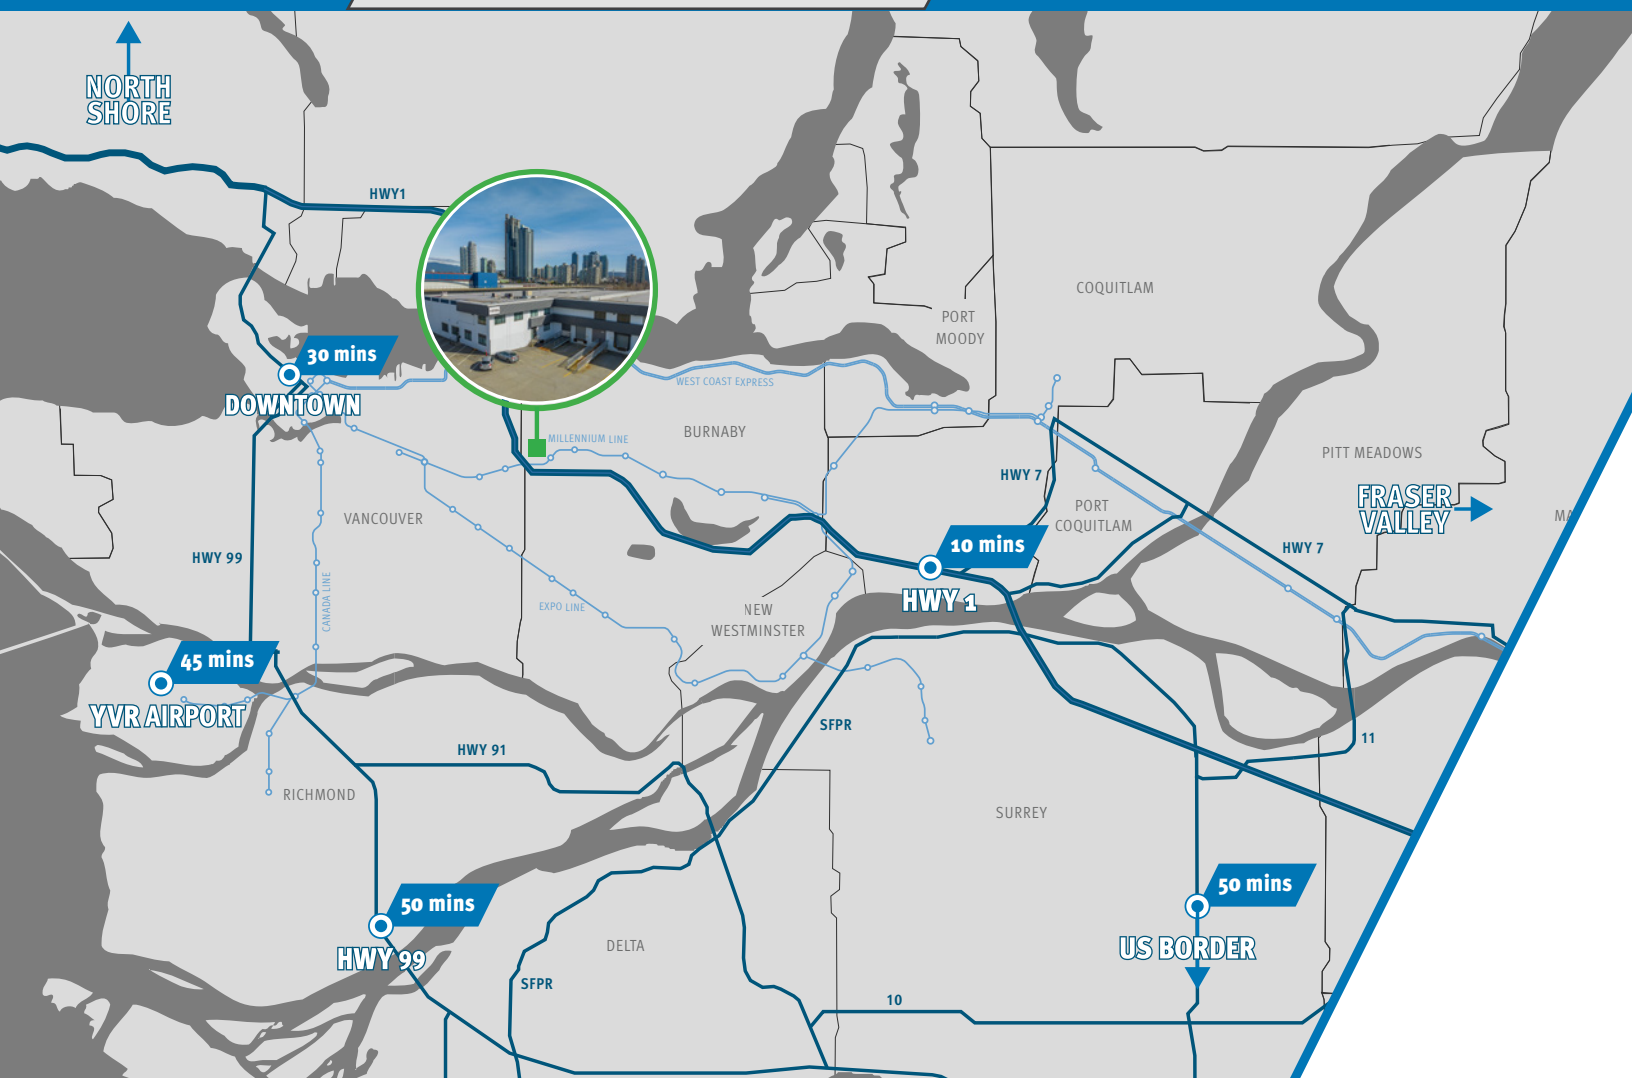 NORTH
SHORE
HWY1
COQUITLAM
PORT
MOODY
30 mins
DOWNTOWN
WEST COAST EXPRESS
BURNABY
MILLENNIUM LINE
PITT MEADOWS
HWY 7
FRASER
VALLEY
PORT
COQUITLAM
MA
VANCOUVER
HWY 99
10 mins
HWY 7
HWY 1
CANADA LINE
EXPO LINE
NEW
WESTMINSTER
45 mins
YVR AIRPORT
SFPR
HWY 91
11
RICHMOND
SURREY
50 mins
50 mins
DELTA
US BORDER
HWY 99
SFPR
10